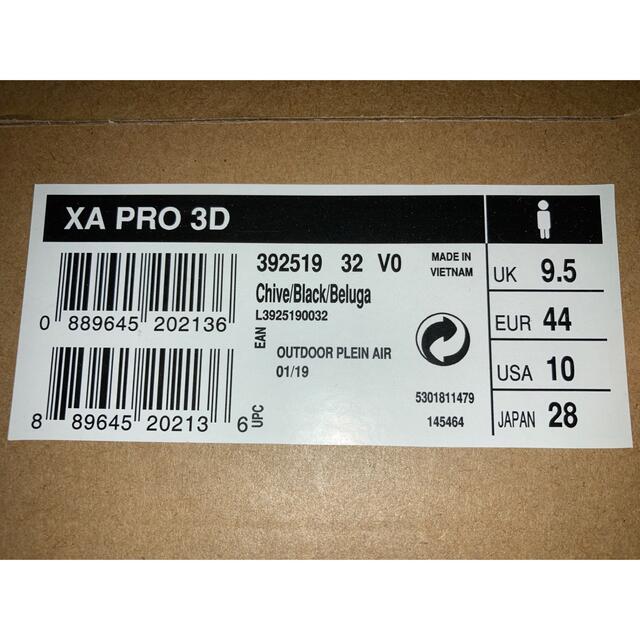 XA PRO 3D
0 889645 202136
EAN
392519 32 V0
Chive/Black/Beluga
L3925190032
OUTDOOR PLEIN AIR
01/19
MADE IN
VIETNAM
5301811479
145464
8 89645 20213 6
UPC
UK 9.5
EUR 44
USA 10
JAPAN 28